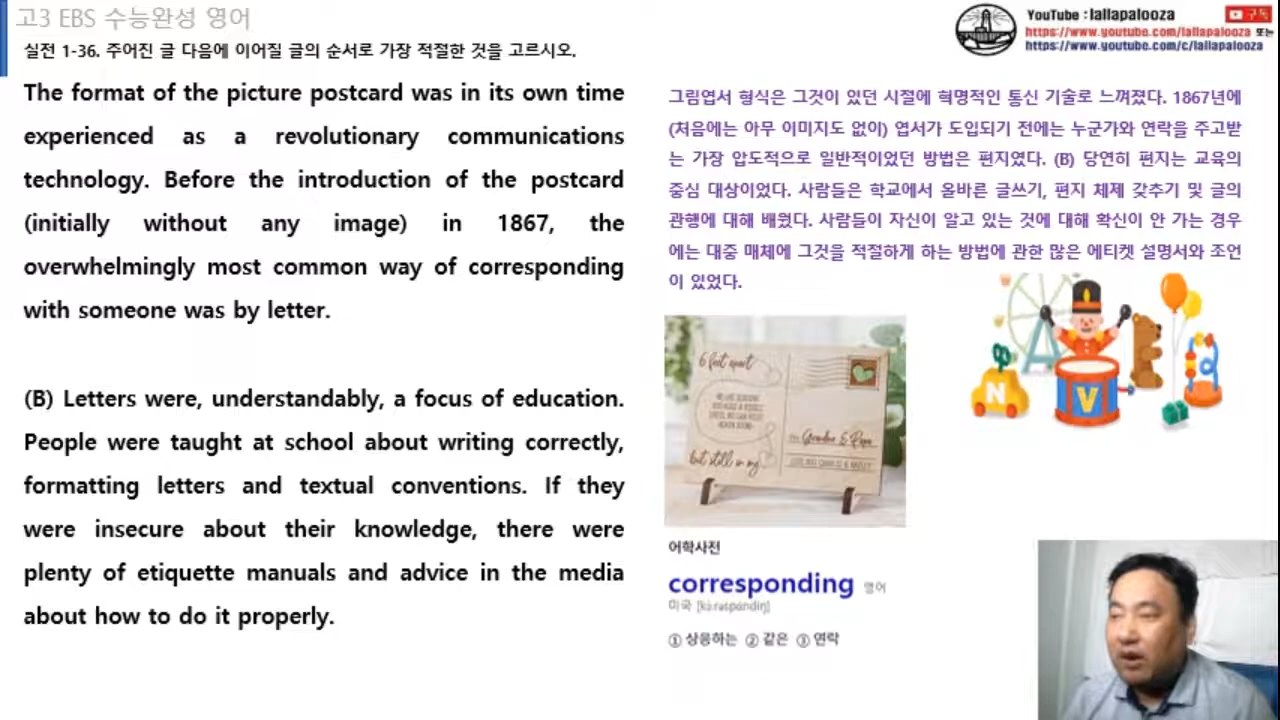 고3 EBS 수능완성 영어
YouTube : lallapalooza
구독
https://www.youtube.com/lallapalooza 또는
https://www.youtube.com/c/lallapalooza
실전 1-36. 주어진 글 다음에 이어질 글의 순서로 가장 적절한 것을 고르시오.
The format of the picture postcard was in its own time
experienced as a revolutionary communications
technology. Before the introduction of the postcard
(initially without any image) in 1867, the
overwhelmingly most common way of corresponding
with someone was by letter.
(B) Letters were, understandably, a focus of education.
People were taught at school about writing correctly,
formatting letters and textual conventions. If they
were insecure about their knowledge, there were
plenty of etiquette manuals and advice in the media
about how to do it properly.
그림엽서 형식은 그것이 있던 시절에 혁명적인 통신 기술로 느껴졌다. 1867년에
(처음에는 아무 이미지도 없이) 엽서가 도입되기 전에는 누군가와 연락을 주고받
는 가장 압도적으로 일반적이었던 방법은 편지였다. (B) 당연히 편지는 교육의
중심 대상이었다. 사람들은 학교에서 올바른 글쓰기, 편지 체제 갖추기 및 글의
관행에 대해 배웠다. 사람들이 자신이 알고 있는 것에 대해 확신이 안 가는 경우
에는 대중 매체에 그것을 적절하게 하는 방법에 관한 많은 에티켓 설명서와 조언
이 있었다.
6 feet apart
but still in my
Grandma & Papa
N
V
E
어학사전
corresponding 영어
미국
① 상응하는 ② 같은 ③ 연락